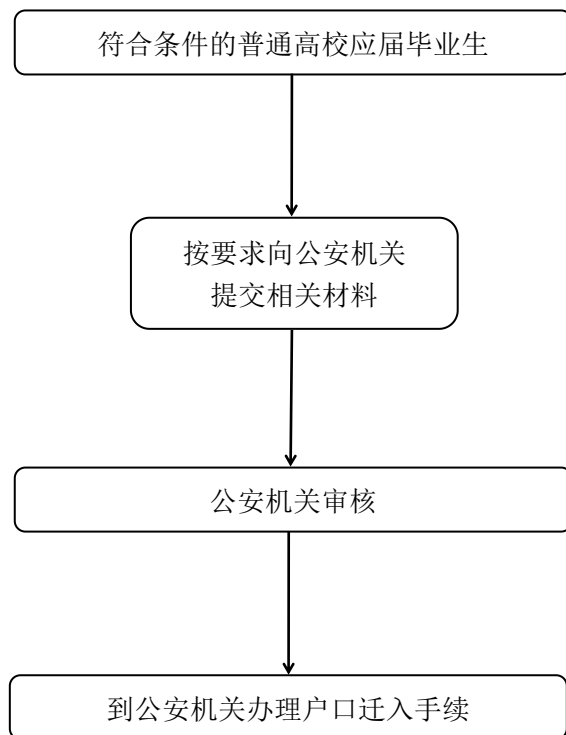 符合条件的普通高校应届毕业生
按要求向公安机关
提交相关材料
公安机关审核
到公安机关办理户口迁入手续